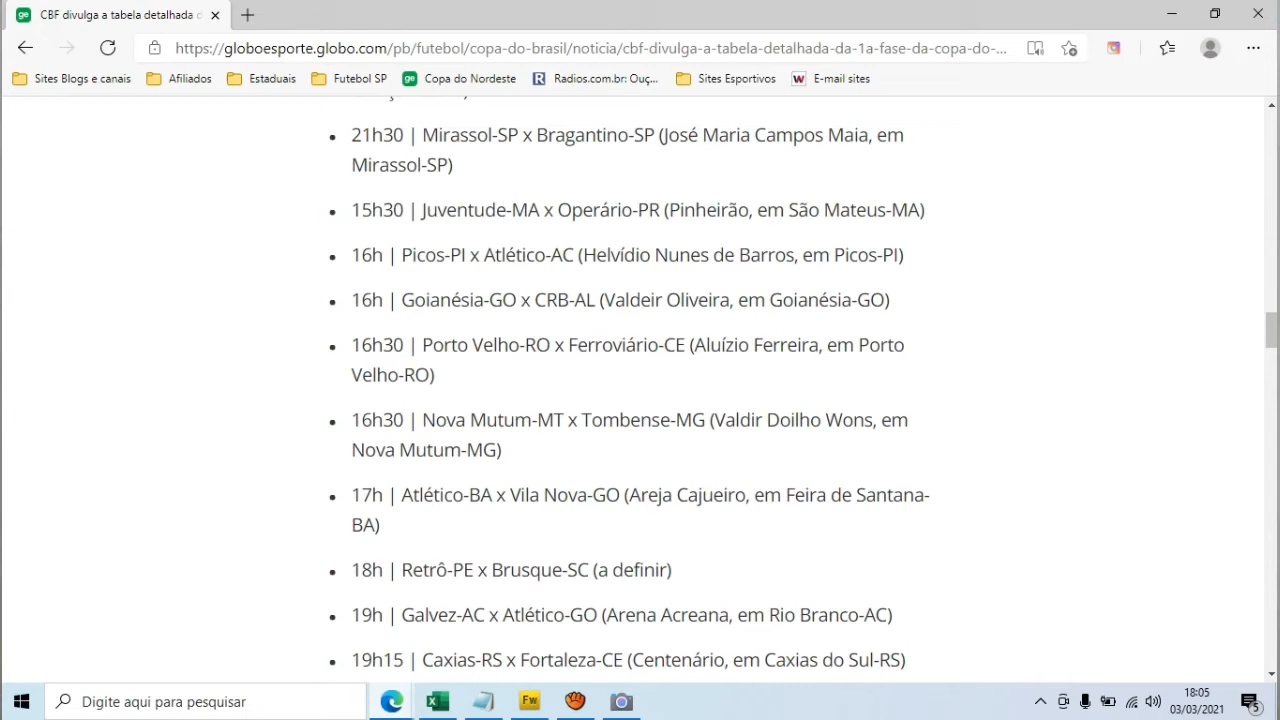 ge CBF divulga a tabela detalhada d
https://globoesporte.globo.com/pb/futebol/copa-do-brasil/noticia/cbf-divulga-a-tabela-detalhada-da-1a-fase-da-copa-do-...
Sites Blogs e canais Afiliados Estaduais Futebol SP ge Copa do Nordeste R Radios.com.br: Ouç... Sites Esportivos W E-mail sites
• 21h30 | Mirassol-SP x Bragantino-SP (José Maria Campos Maia, em
Mirassol-SP)
• 15h30 | Juventude-MA x Operário-PR (Pinheirão, em São Mateus-MA)
• 16h | Picos-PI x Atlético-AC (Helvídio Nunes de Barros, em Picos-PI)
• 16h | Goianésia-GO x CRB-AL (Valdeir Oliveira, em Goianésia-GO)
• 16h30 | Porto Velho-RO x Ferroviário-CE (Aluízio Ferreira, em Porto
Velho-RO)
• 16h30 | Nova Mutum-MT x Tombense-MG (Valdir Doilho Wons, em
Nova Mutum-MG)
• 17h | Atlético-BA x Vila Nova-GO (Areja Cajueiro, em Feira de Santana-
BA)
• 18h | Retrô-PE x Brusque-SC (a definir)
• 19h | Galvez-AC x Atlético-GO (Arena Acreana, em Rio Branco-AC)
• 19h15 | Caxias-RS x Fortaleza-CE (Centenário, em Caxias do Sul-RS)
Digite aqui para pesquisar
Fw
18:05
03/03/2021
5